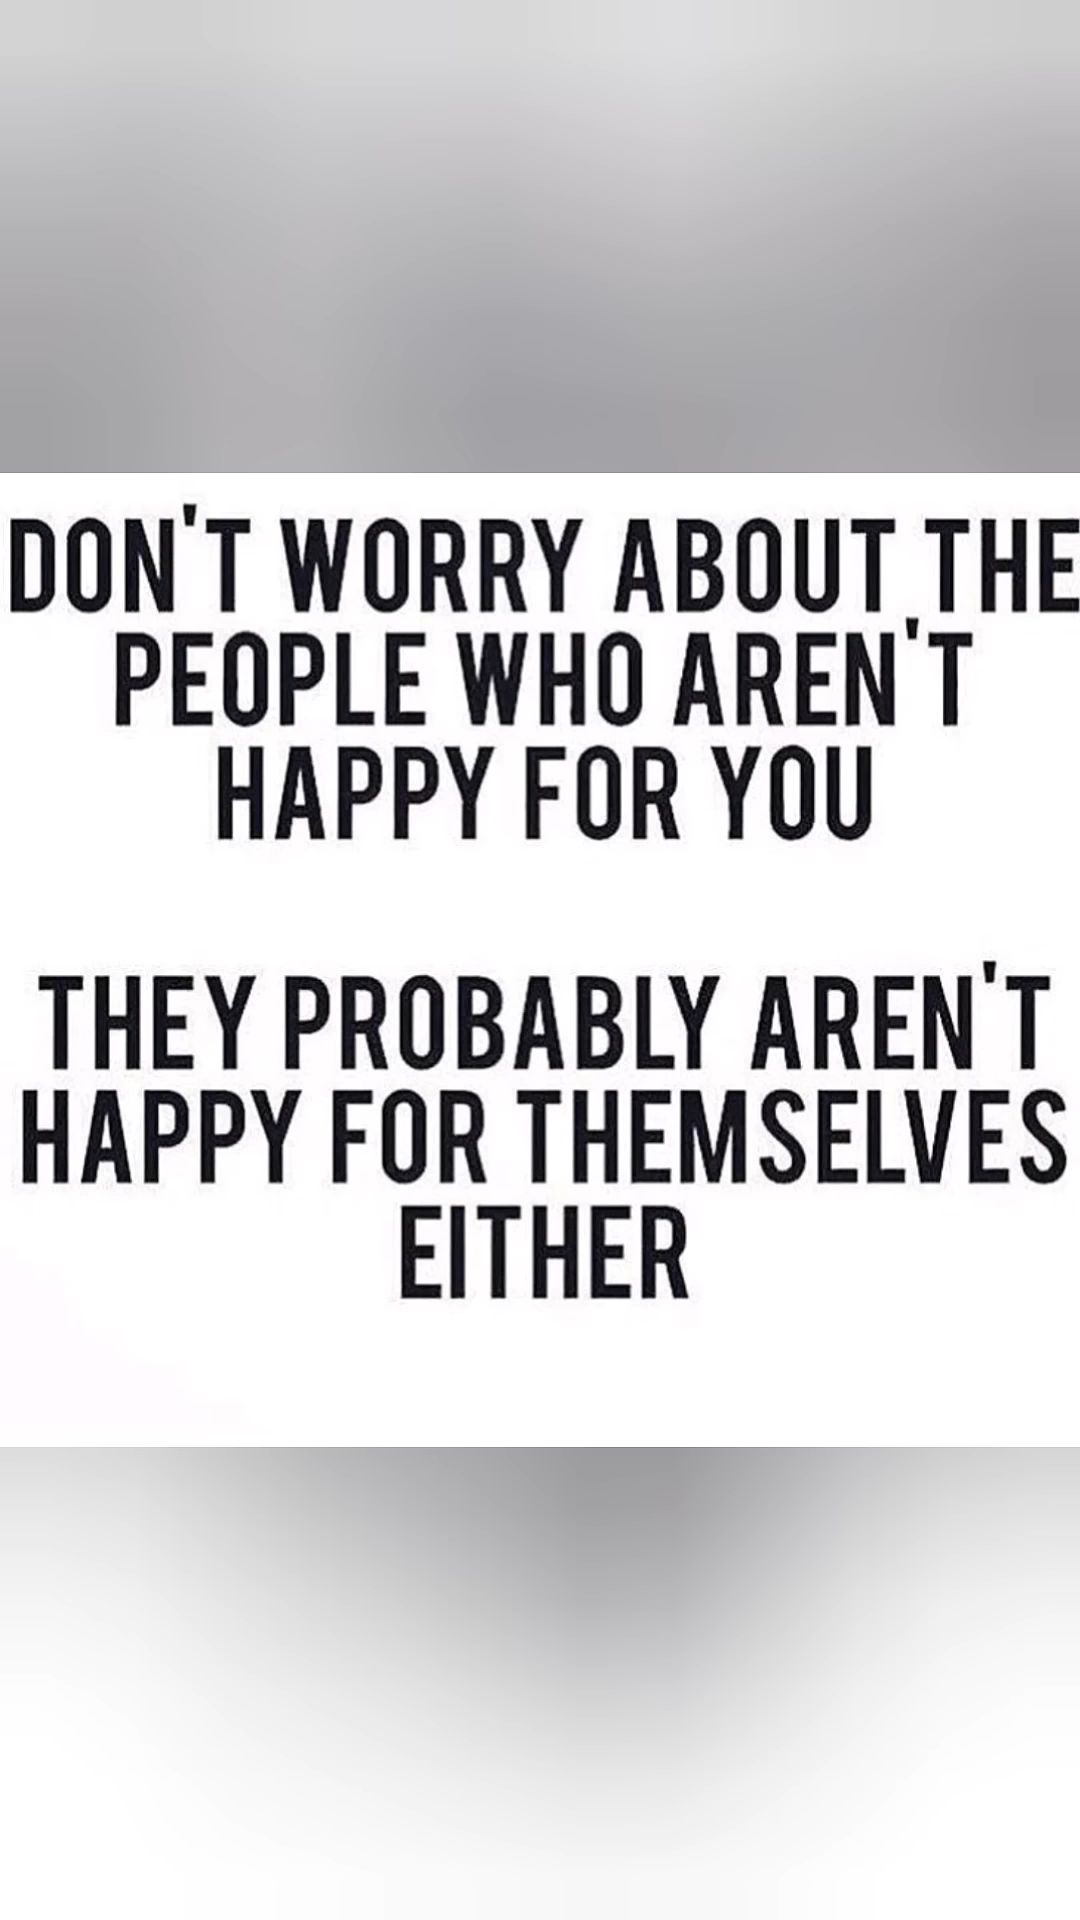 DON'T WORRY ABOUT THE
PEOPLE WHO AREN'T
HAPPY FOR YOU
THEY PROBABLY AREN'T
HAPPY FOR THEMSELVES
EITHER